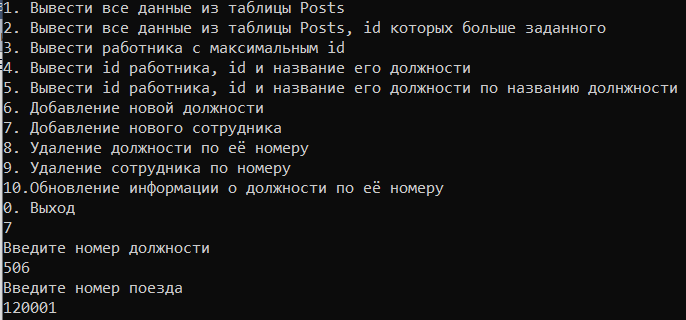 1. Вывести все данные из таблицы Posts
2. Вывести все данные из таблицы Posts, id которых больше заданного
3. Вывести работника с максимальным id
4. Вывести id работника, id и название его должности
5. Вывести id работника, id и название его должности по названию долнжности
6. Добавление новой должности
7. Добавление нового сотрудника
8. Удаление должности по её номеру
9. Удаление сотрудника по номеру
10.Обновление информации о должности по её номеру
0. Выход
7
Введите номер должности
506
Введите номер поезда
120001